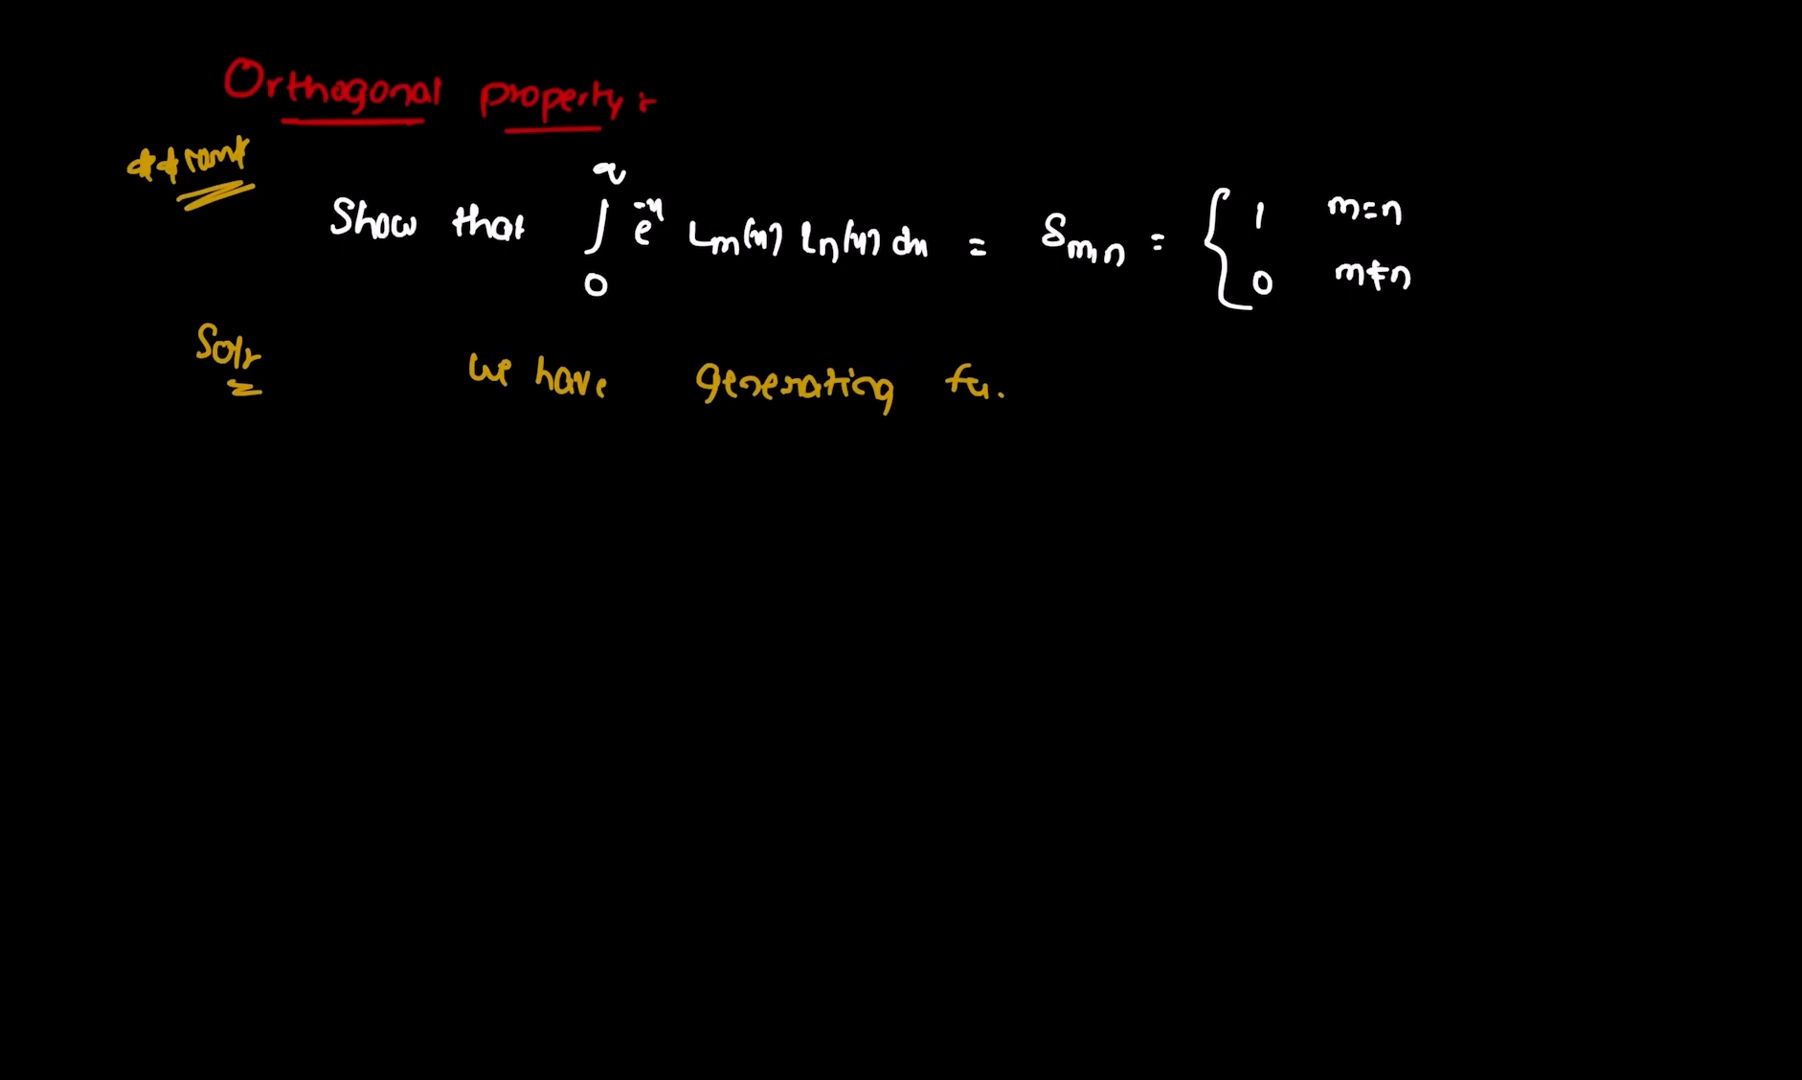 Orthogonal property :
Show that ∫₀^∞ e^{-x} Lm(x) Ln(x) dx = δmn = { 1 m=n
0 m≠n
Soln
we have generating fn.